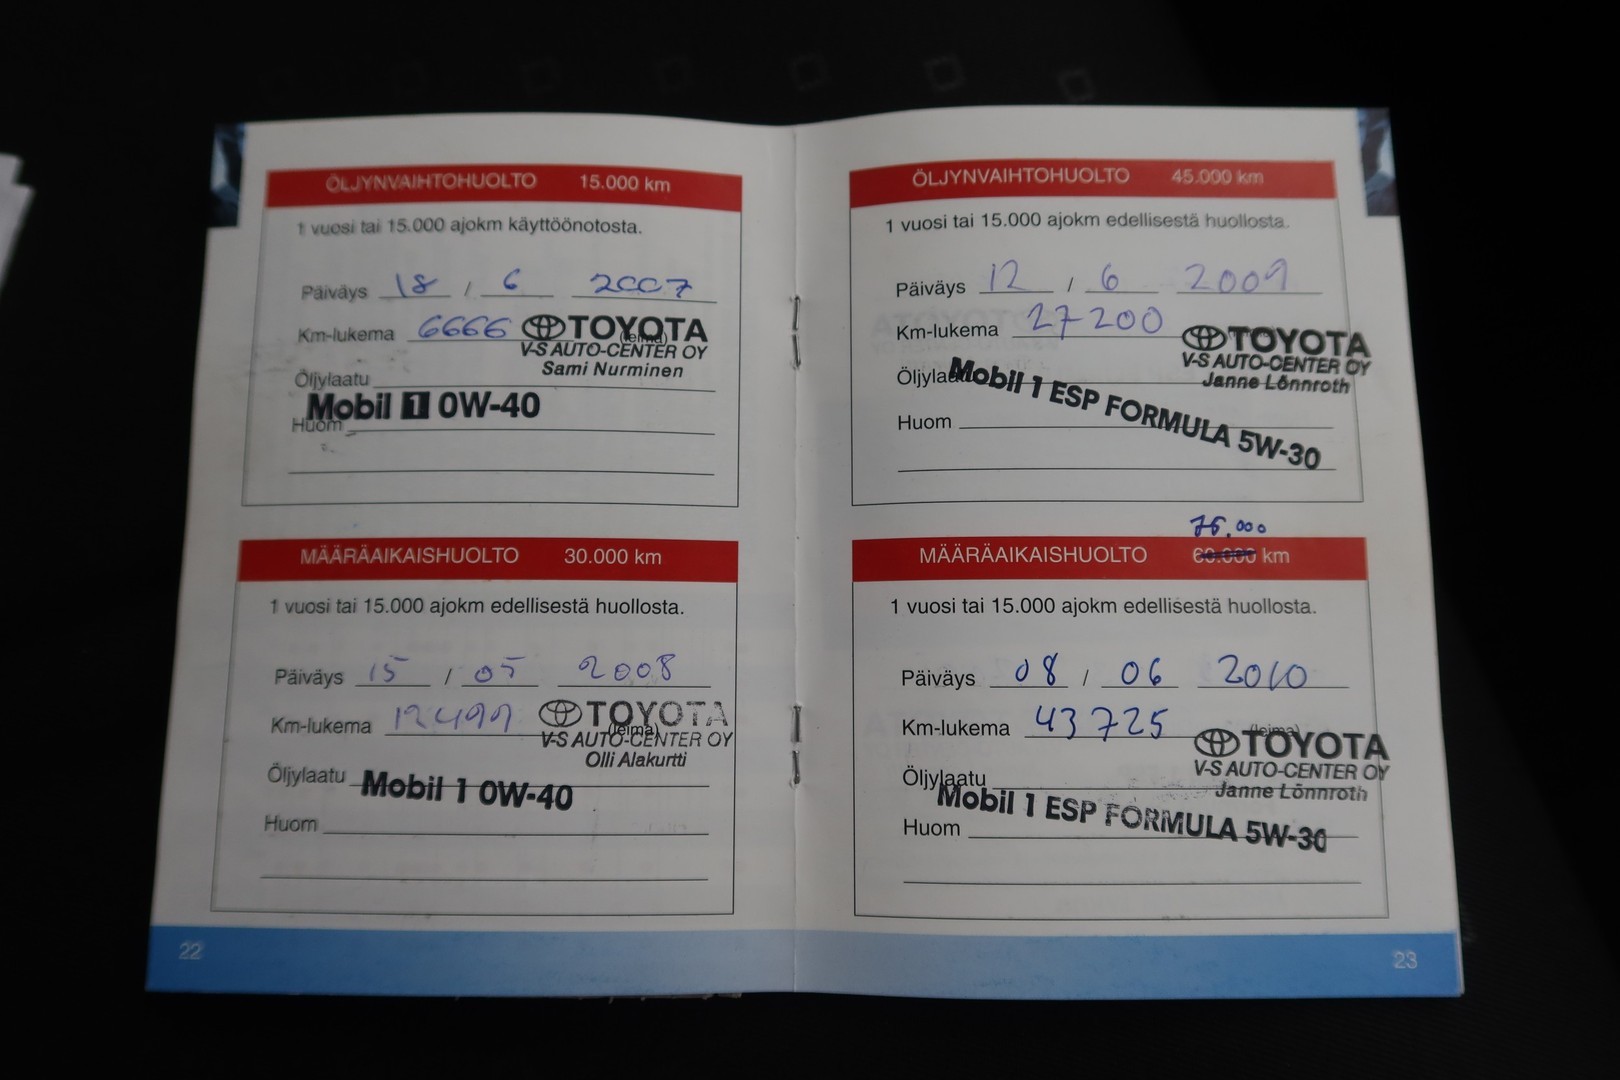 ÖLJYNVAIHTOHUOLTO 15.000 km
1 vuosi tai 15.000 ajokm käyttöönotosta.
Päiväys 18 / 6 2007
Km-lukema 6666 TOYOTA
(leima)
V-S AUTO-CENTER OY
Sami Nurminen
Öljylaatu
Mobil 1 0W-40
Huom
MÄÄRÄAIKAISHUOLTO 30.000 km
1 vuosi tai 15.000 ajokm edellisestä huollosta.
Päiväys 15 / 05 2008
Km-lukema 12499 TOYOTA
(leima)
V-S AUTO-CENTER OY
Olli Alakurtti
Öljylaatu Mobil 1 0W-40
Huom
22
ÖLJYNVAIHTOHUOLTO 45.000 km
1 vuosi tai 15.000 ajokm edellisestä huollosta.
Päiväys 12 / 6 2009
Km-lukema 27200 TOYOTA
V-S AUTO-CENTER OY
Janne Lönnroth
Öljylaatu Mobil 1 ESP FORMULA 5W-30
Huom
75.000
MÄÄRÄAIKAISHUOLTO 60.000 km
1 vuosi tai 15.000 ajokm edellisestä huollosta.
Päiväys 08 / 06 2010
Km-lukema 43725 (leima)
TOYOTA
V-S AUTO-CENTER OY
Janne Lönnroth
Öljylaatu
Mobil 1 ESP FORMULA 5W-30
Huom
23